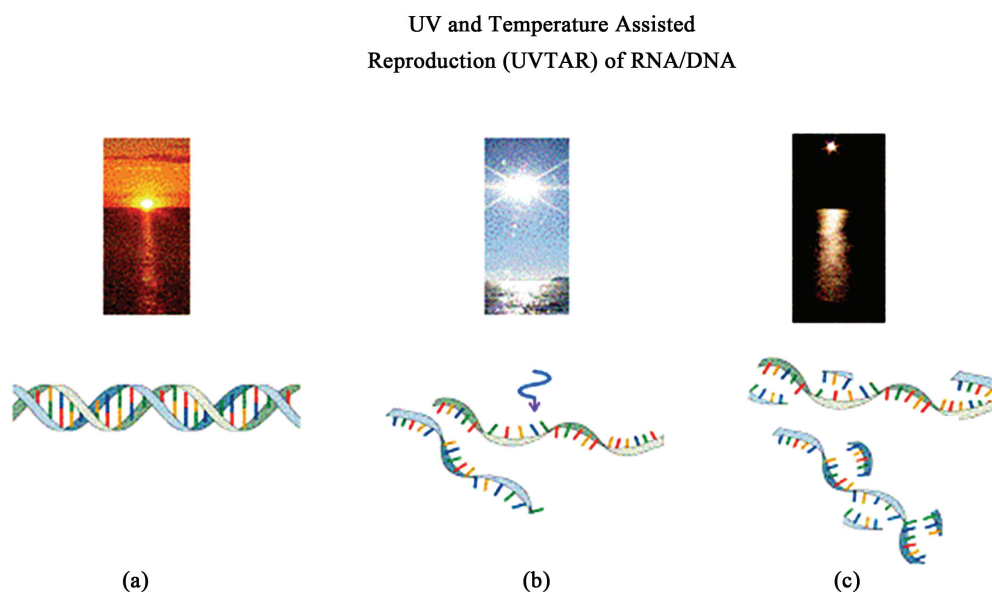 UV and Temperature Assisted
Reproduction (UVTAR) of RNA/DNA
(a)
(b)
(c)